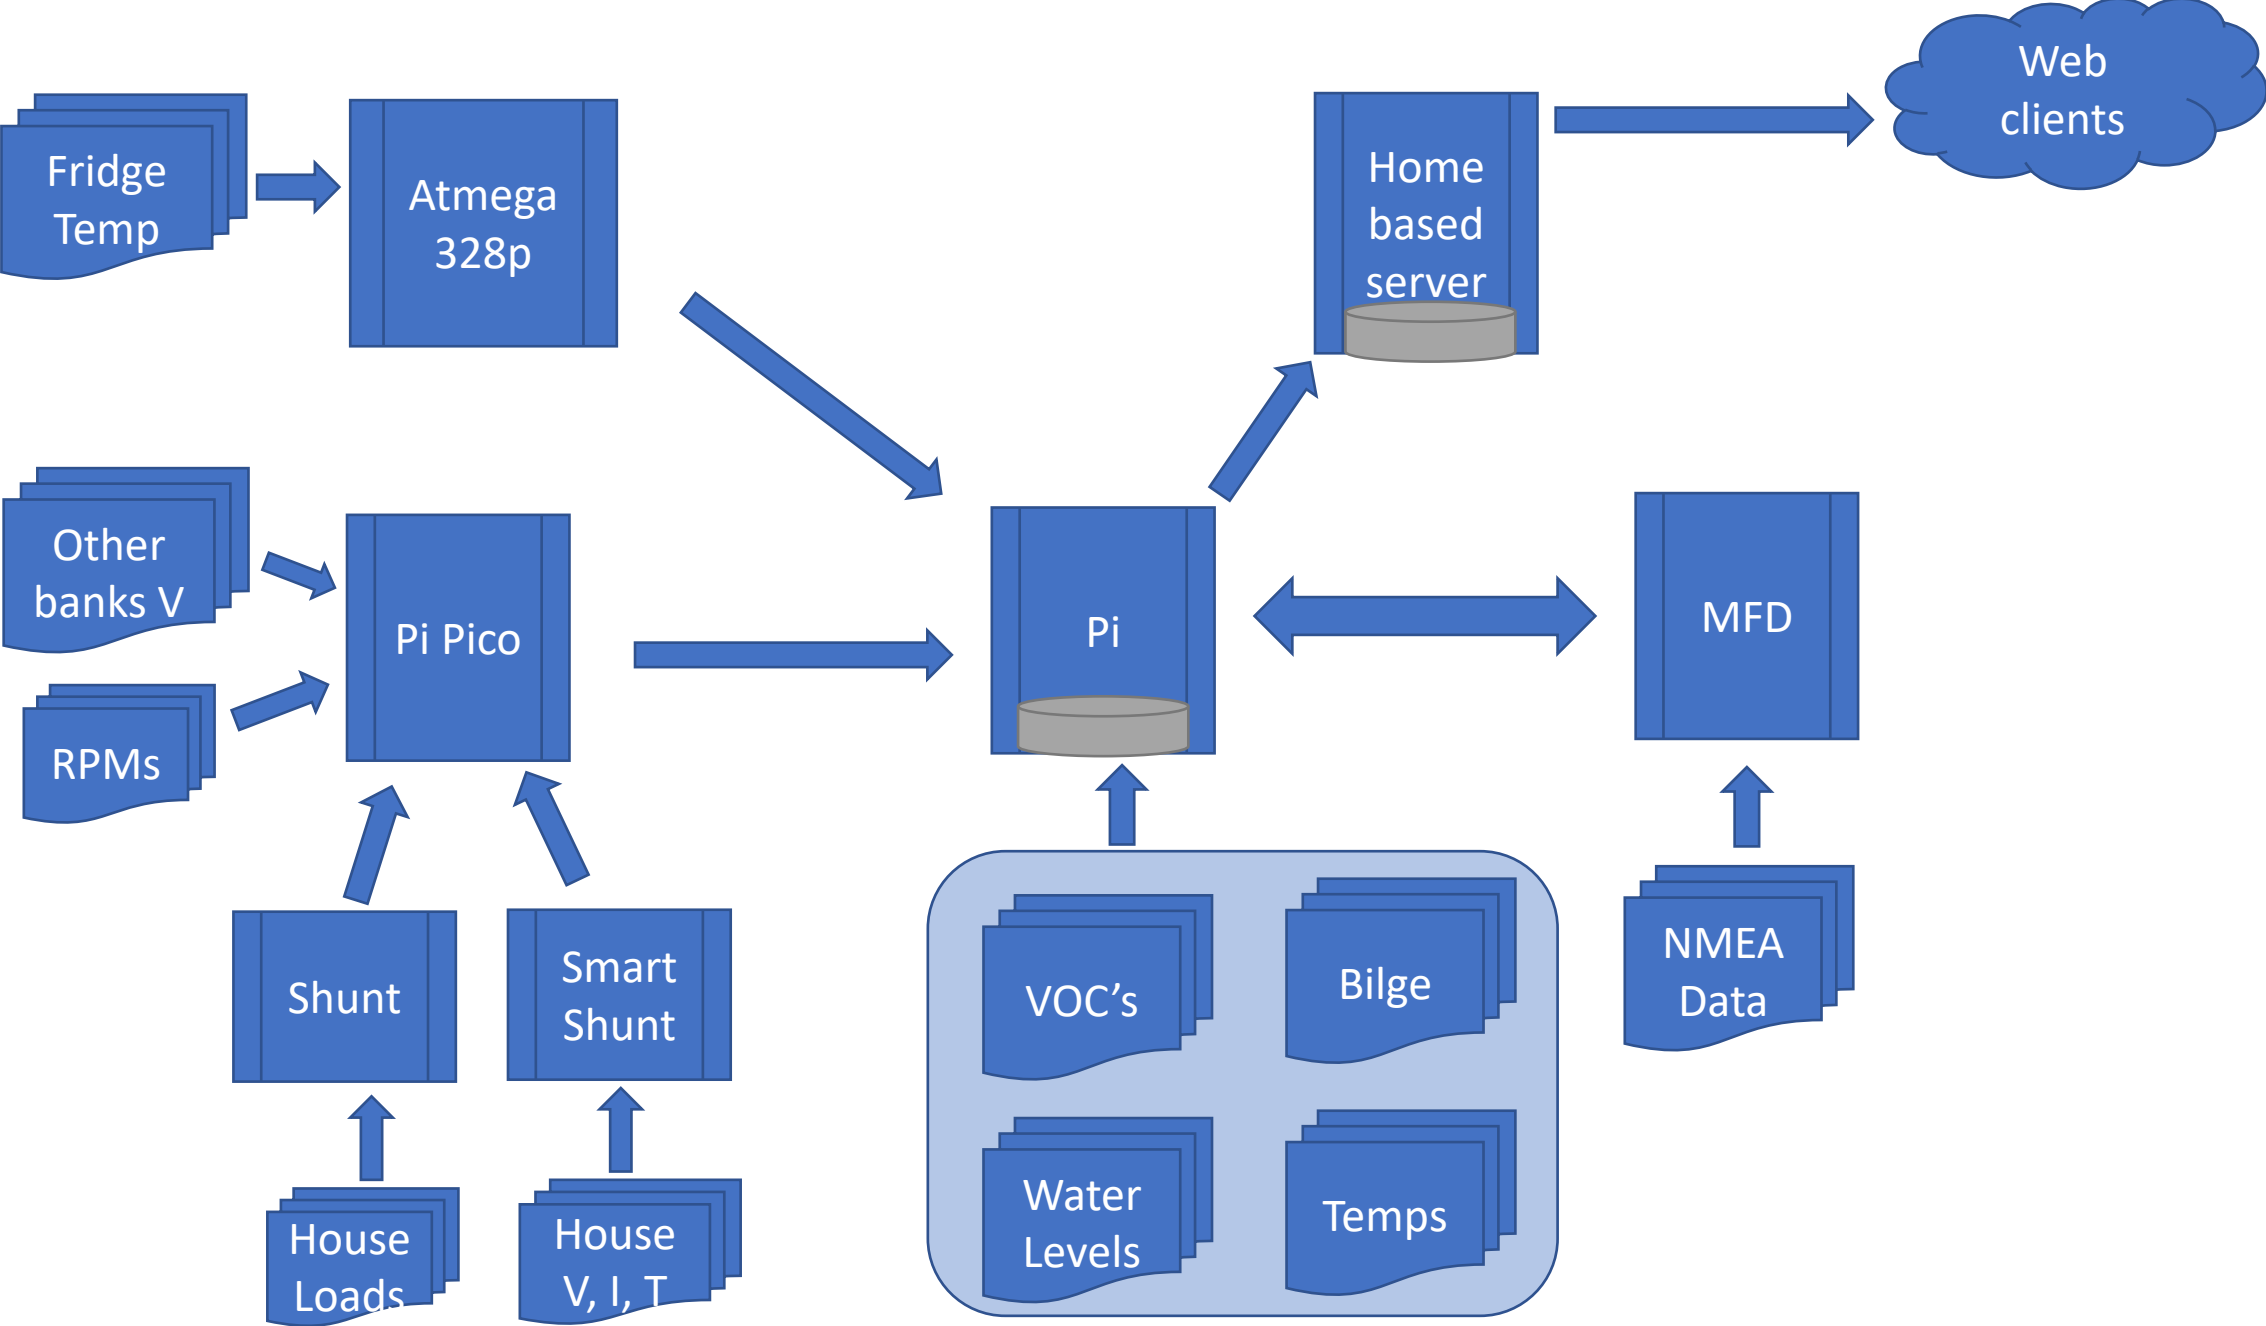 Web
clients
Fridge
Temp
Atmega
328p
Home
based
server
Other
banks V
Pi Pico
Pi
MFD
RPMs
Shunt
Smart
Shunt
VOC’s
Bilge
NMEA
Data
House
Loads
House
V, I, T
Water
Levels
Temps